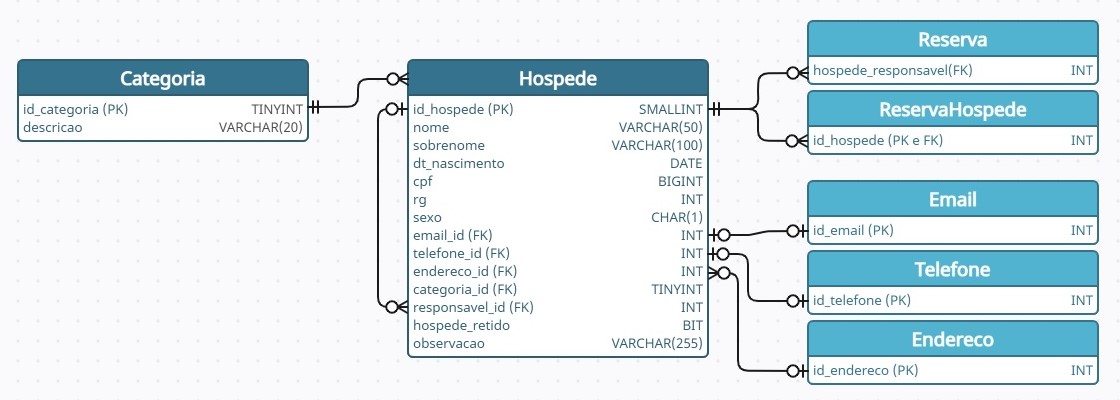 Categoria
id_categoria (PK) TINYINT
descricao VARCHAR(20)
Hospede
id_hospede (PK) SMALLINT
nome VARCHAR(50)
sobrenome VARCHAR(100)
dt_nascimento DATE
cpf BIGINT
rg INT
sexo CHAR(1)
email_id (FK) INT
telefone_id (FK) INT
endereco_id (FK) INT
categoria_id (FK) TINYINT
responsavel_id (FK) INT
hospede_retido BIT
observacao VARCHAR(255)
Reserva
hospede_responsavel(FK) INT
ReservaHospede
id_hospede (PK e FK) INT
Email
id_email (PK) INT
Telefone
id_telefone (PK) INT
Endereco
id_endereco (PK) INT